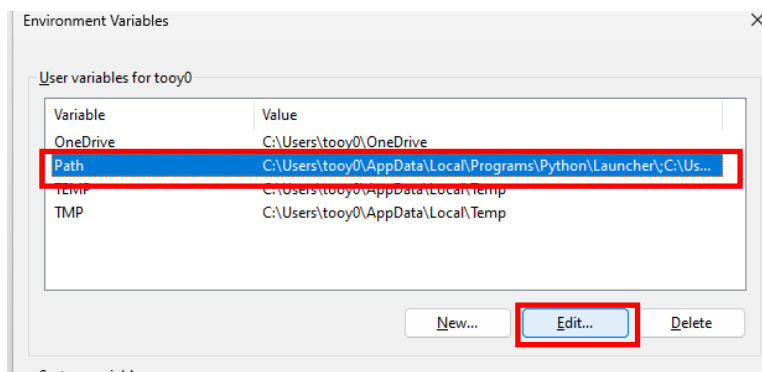 Environment Variables
User variables for tooy0
Variable Value
OneDrive C:\Users\tooy0\OneDrive
Path C:\Users\tooy0\AppData\Local\Programs\Python\Launcher\;C:\Us...
TEMP C:\Users\tooy0\AppData\Local\Temp
TMP C:\Users\tooy0\AppData\Local\Temp
New... Edit... Delete